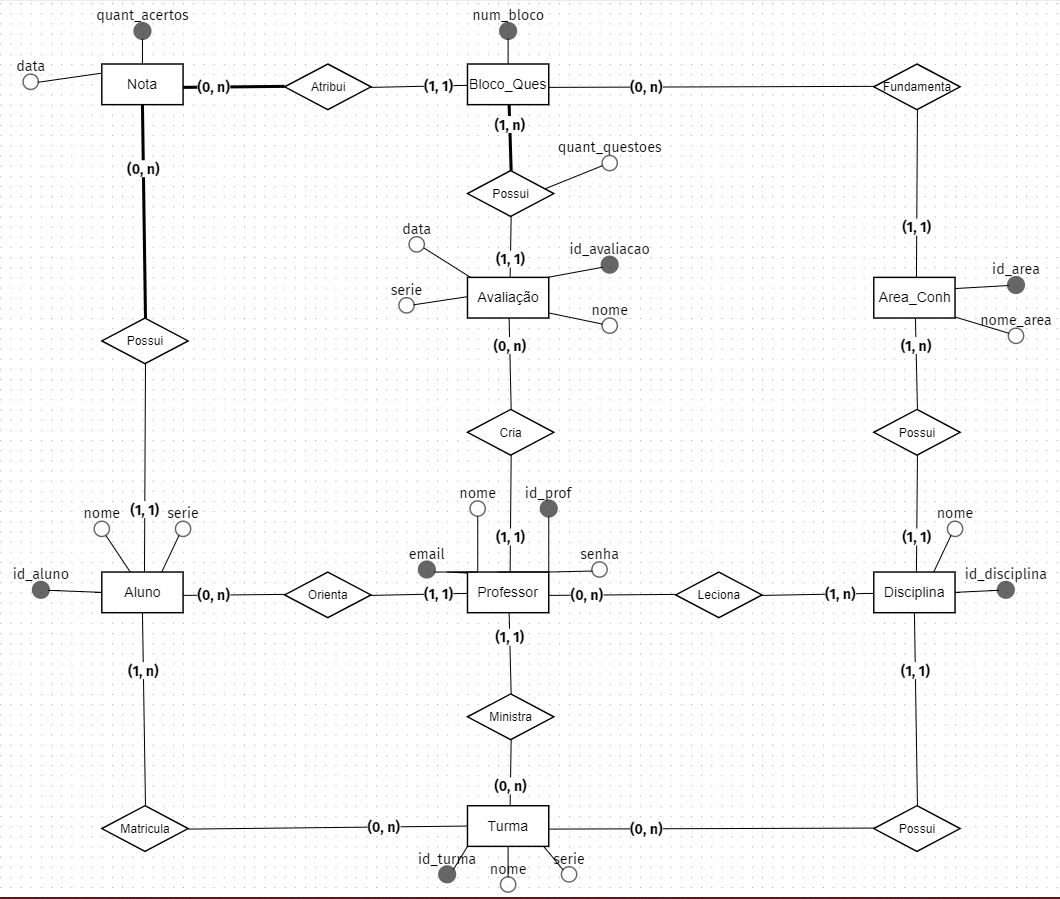 quant_acertos
num_bloco
data
Nota
(0, n)
Atribui
(1, 1)
Bloco_Ques
(0, n)
Fundamenta
(1, n)
(0, n)
quant_questoes
Possui
data
(1, 1)
(1, 1)
id_avaliacao
serie
Avaliação
nome
Area_Conh
id_area
nome_area
Possui
(0, n)
(1, n)
Cria
Possui
nome
id_prof
nome
(1, 1)
serie
(1, 1)
(1, 1)
nome
email
senha
id_aluno
Aluno
(0, n)
Orienta
(1, 1)
Professor
(0, n)
Leciona
(1, n)
Disciplina
id_disciplina
(1, n)
(1, 1)
(1, 1)
Ministra
(0, n)
Matricula
(0, n)
Turma
(0, n)
Possui
id_turma
nome
serie